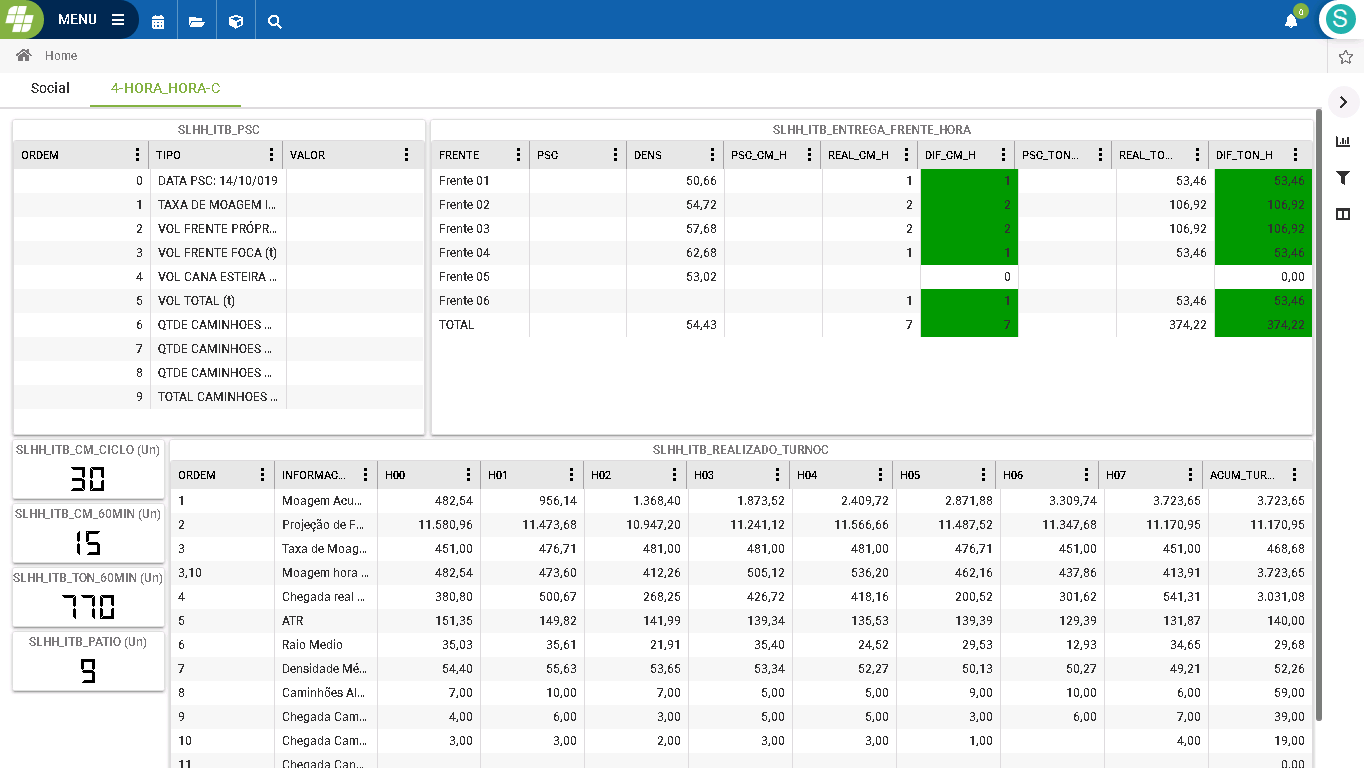 MENU
0
S
Home
Social 4-HORA_HORA-C
SLHH_ITB_PSC
ORDEM TIPO VALOR
0 DATA PSC: 14/10/019
1 TAXA DE MOAGEM I...
2 VOL FRENTE PRÓPR...
3 VOL FRENTE FOCA (t)
4 VOL CANA ESTEIRA ...
5 VOL TOTAL (t)
6 QTDE CAMINHOES ...
7 QTDE CAMINHOES ...
8 QTDE CAMINHOES ...
9 TOTAL CAMINHOES ...
SLHH_ITB_ENTREGA_FRENTE_HORA
FRENTE PSC DENS PSC_CM_H REAL_CM_H DIF_CM_H PSC_TON... REAL_TO... DIF_TON_H
Frente 01 50,66 1 1 53,46 53,46
Frente 02 54,72 2 2 106,92 106,92
Frente 03 57,68 2 2 106,92 106,92
Frente 04 62,68 1 1 53,46 53,46
Frente 05 53,02 0 0,00
Frente 06 1 1 53,46 53,46
TOTAL 54,43 7 7 374,22 374,22
SLHH_ITB_CM_CICLO (Un)
30
SLHH_ITB_CM_60MIN (Un)
15
SLHH_ITB_TON_60MIN (Un)
770
SLHH_ITB_PATIO (Un)
9
SLHH_ITB_REALIZADO_TURNOC
ORDEM INFORMAC... H00 H01 H02 H03 H04 H05 H06 H07 ACUM_TUR...
1 Moagem Acu... 482,54 956,14 1.368,40 1.873,52 2.409,72 2.871,88 3.309,74 3.723,65 3.723,65
2 Projeção de F... 11.580,96 11.473,68 10.947,20 11.241,12 11.566,66 11.487,52 11.347,68 11.170,95 11.170,95
3 Taxa de Moag... 451,00 476,71 481,00 481,00 481,00 476,71 451,00 451,00 468,68
3,10 Moagem hora ... 482,54 473,60 412,26 505,12 536,20 462,16 437,86 413,91 3.723,65
4 Chegada real ... 380,80 500,67 268,25 426,72 418,16 200,52 301,62 541,31 3.031,08
5 ATR 151,35 149,82 141,99 139,34 135,53 139,39 129,39 131,87 140,00
6 Raio Medio 35,03 35,61 21,91 35,40 24,52 29,53 12,93 34,65 29,68
7 Densidade Mé... 54,40 55,63 53,65 53,34 52,27 50,13 50,27 49,21 52,26
8 Caminhões Al... 7,00 10,00 7,00 5,00 5,00 9,00 10,00 6,00 59,00
9 Chegada Cam... 4,00 6,00 3,00 5,00 5,00 3,00 6,00 7,00 39,00
10 Chegada Cam... 3,00 3,00 2,00 3,00 3,00 1,00 4,00 19,00
11 Chegada Can... 0,00